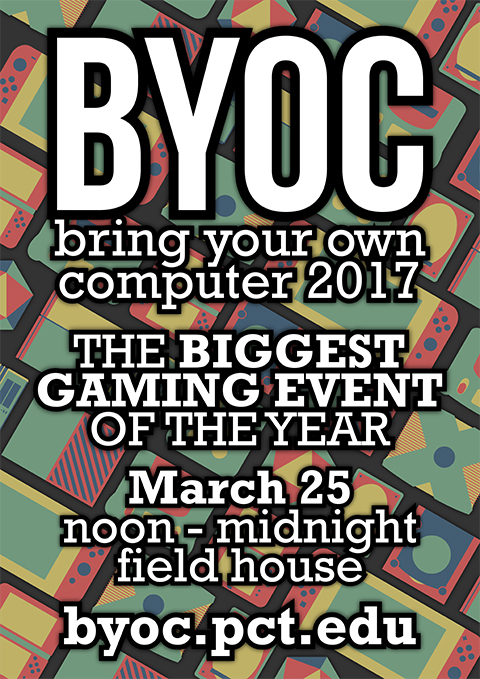 BYOC
bring your own
computer 2017
THE BIGGEST
GAMING EVENT
OF THE YEAR
March 25
noon - midnight
field house
byoc.pct.edu